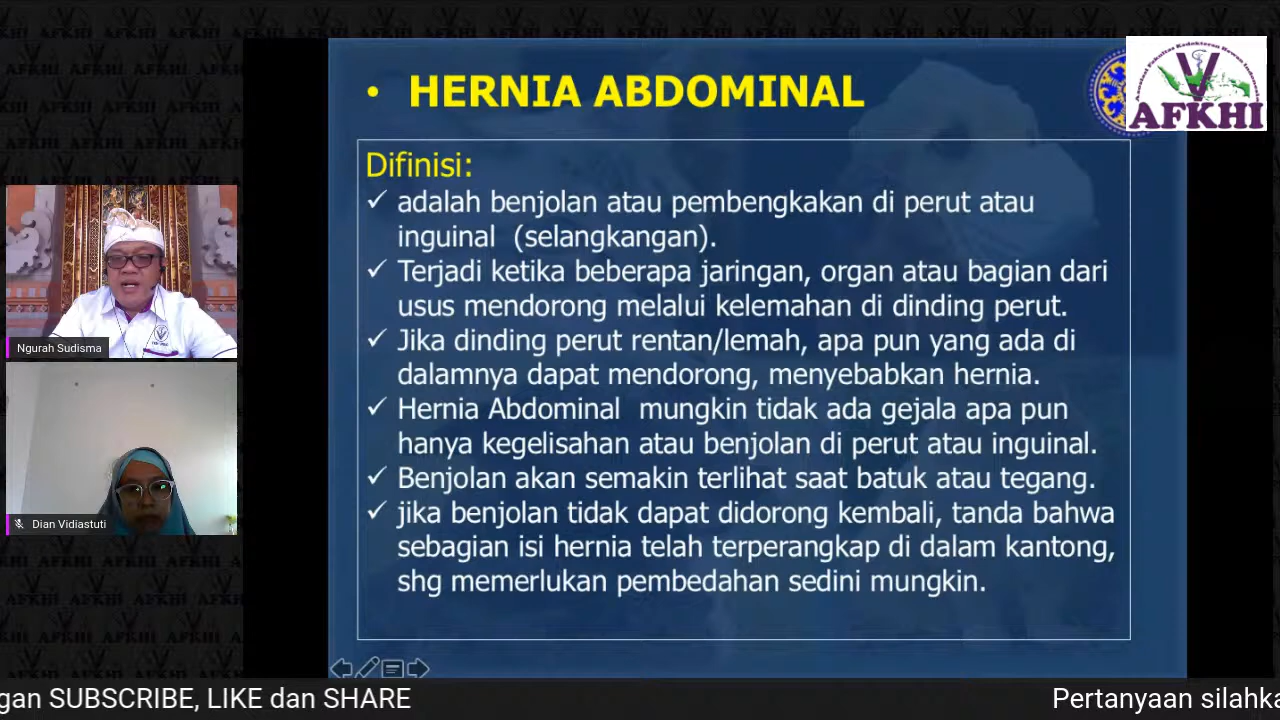 • HERNIA ABDOMINAL
AFKHI
Difinisi:
✓ adalah benjolan atau pembengkakan di perut atau
inguinal (selangkangan).
✓ Terjadi ketika beberapa jaringan, organ atau bagian dari
usus mendorong melalui kelemahan di dinding perut.
✓ Jika dinding perut rentan/lemah, apa pun yang ada di
dalamnya dapat mendorong, menyebabkan hernia.
✓ Hernia Abdominal mungkin tidak ada gejala apa pun
hanya kegelisahan atau benjolan di perut atau inguinal.
✓ Benjolan akan semakin terlihat saat batuk atau tegang.
✓ jika benjolan tidak dapat didorong kembali, tanda bahwa
sebagian isi hernia telah terperangkap di dalam kantong,
shg memerlukan pembedahan sedini mungkin.
Ngurah Sudisma
Dian Vidiastuti
gan SUBSCRIBE, LIKE dan SHARE
Pertanyaan silahka